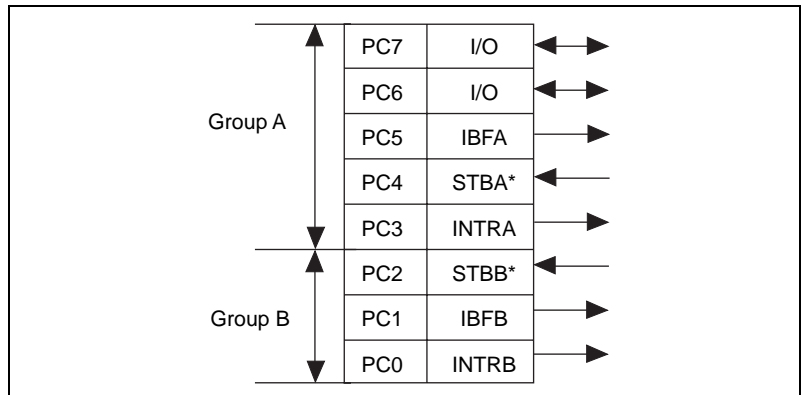 PC7 I/O
PC6 I/O
Group A
PC5 IBFA
PC4 STBA*
PC3 INTRA
PC2 STBB*
Group B
PC1 IBFB
PC0 INTRB